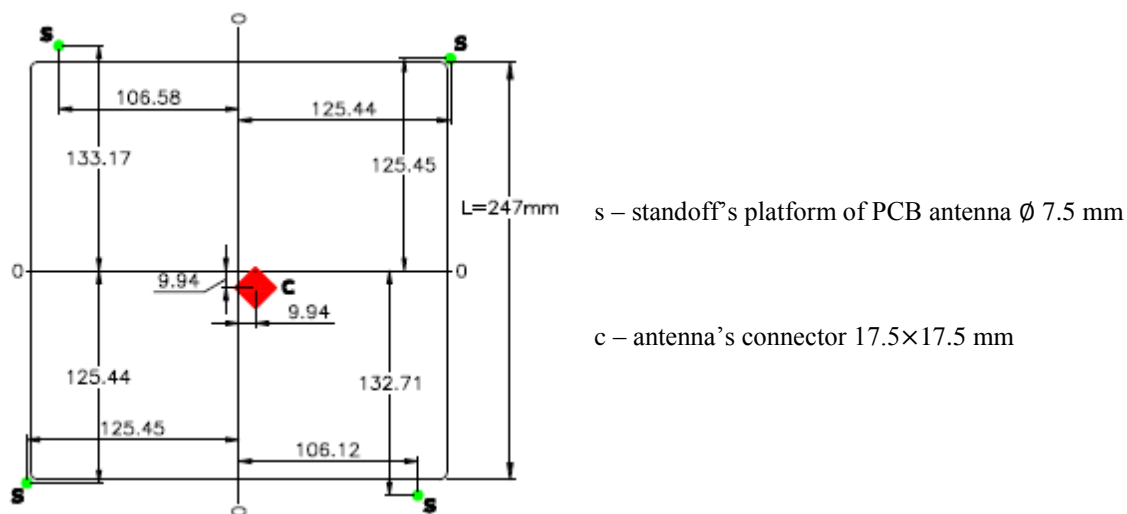 0
s
s
106.58
125.44
133.17
125.45
L=247mm
s – standoff’s platform of PCB antenna ∅ 7.5 mm
0
0
9.94
c
9.94
c – antenna’s connector 17.5×17.5 mm
125.44
132.71
125.45
106.12
s
s
0